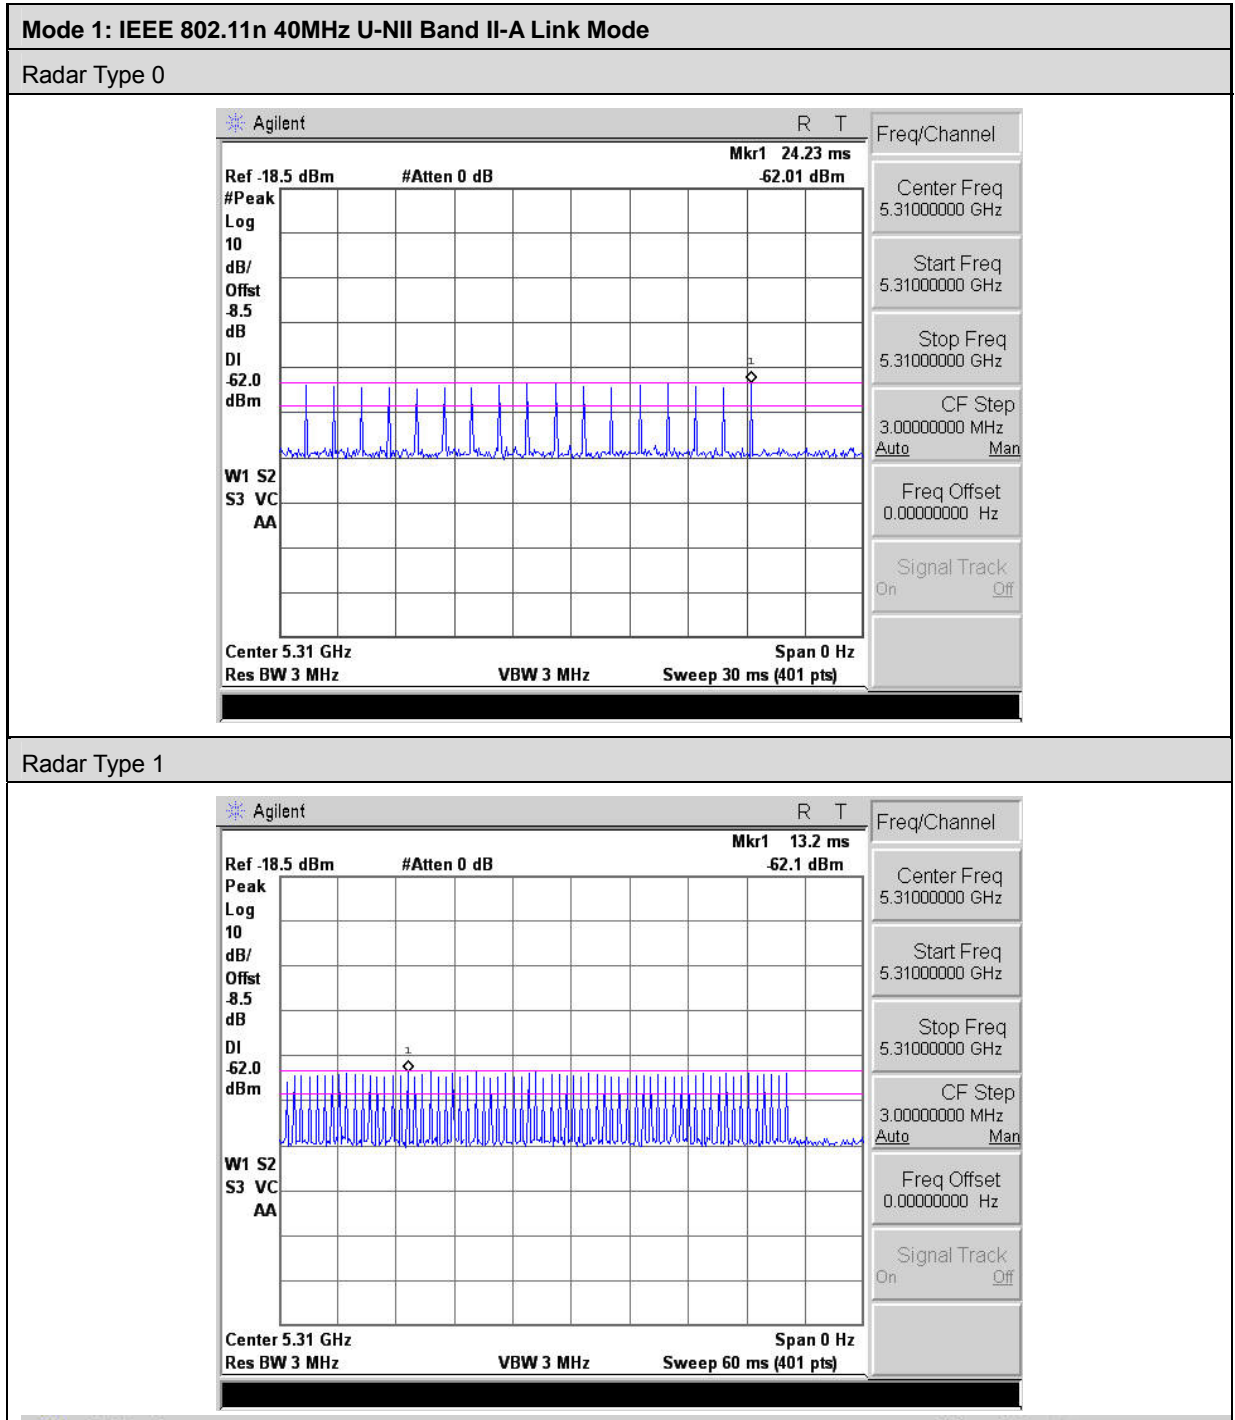 Mode 1: IEEE 802.11n 40MHz U-NII Band II-A Link Mode
Radar Type 0
Agilent R T
Freq/Channel
Mkr1 24.23 ms
Ref -18.5 dBm #Atten 0 dB -62.01 dBm
#Peak
Log
10
dB/
Offst
-8.5
dB
DI
-62.0
dBm
1
W1 S2
S3 VC
AA
Center 5.31 GHz Span 0 Hz
Res BW 3 MHz VBW 3 MHz Sweep 30 ms (401 pts)
Center Freq
5.31000000 GHz
Start Freq
5.31000000 GHz
Stop Freq
5.31000000 GHz
CF Step
3.00000000 MHz
Auto Man
Freq Offset
0.00000000 Hz
Signal Track
On Off
Radar Type 1
Agilent R T
Freq/Channel
Mkr1 13.2 ms
Ref -18.5 dBm #Atten 0 dB -62.1 dBm
Peak
Log
10
dB/
Offst
-8.5
dB
DI
-62.0
dBm
1
W1 S2
S3 VC
AA
Center 5.31 GHz Span 0 Hz
Res BW 3 MHz VBW 3 MHz Sweep 60 ms (401 pts)
Center Freq
5.31000000 GHz
Start Freq
5.31000000 GHz
Stop Freq
5.31000000 GHz
CF Step
3.00000000 MHz
Auto Man
Freq Offset
0.00000000 Hz
Signal Track
On Off